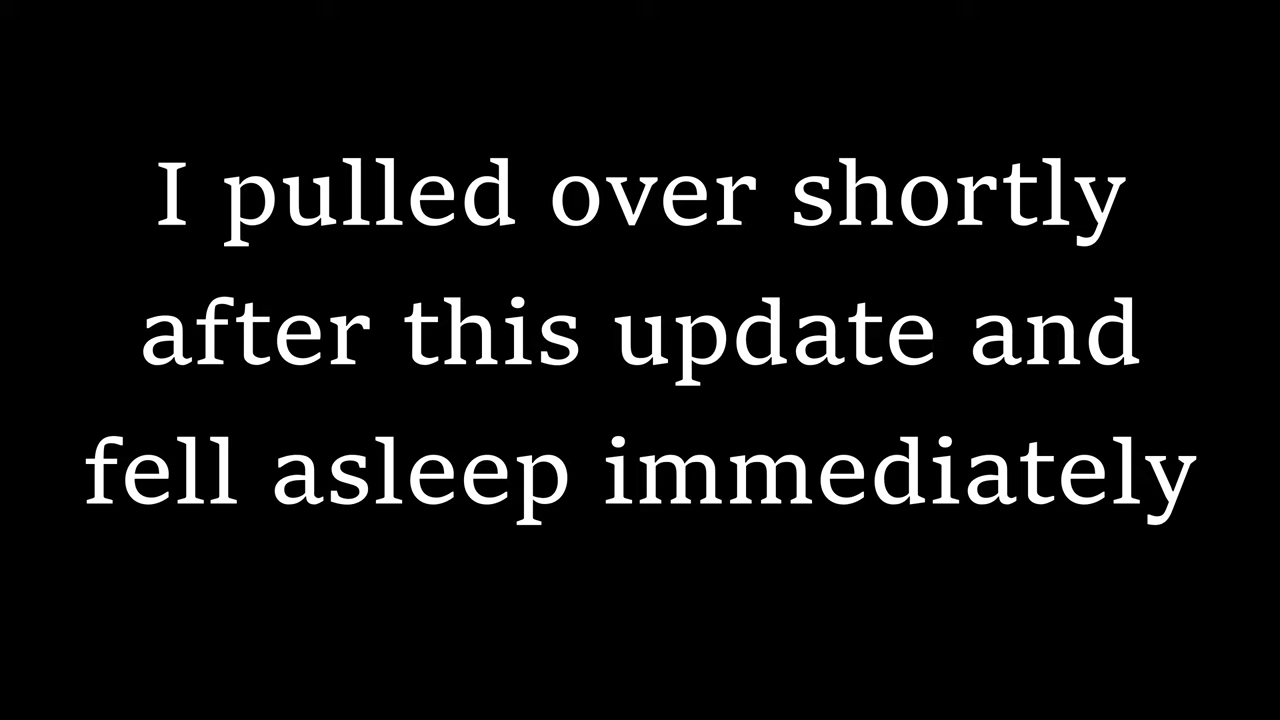 I pulled over shortly
after this update and
fell asleep immediately